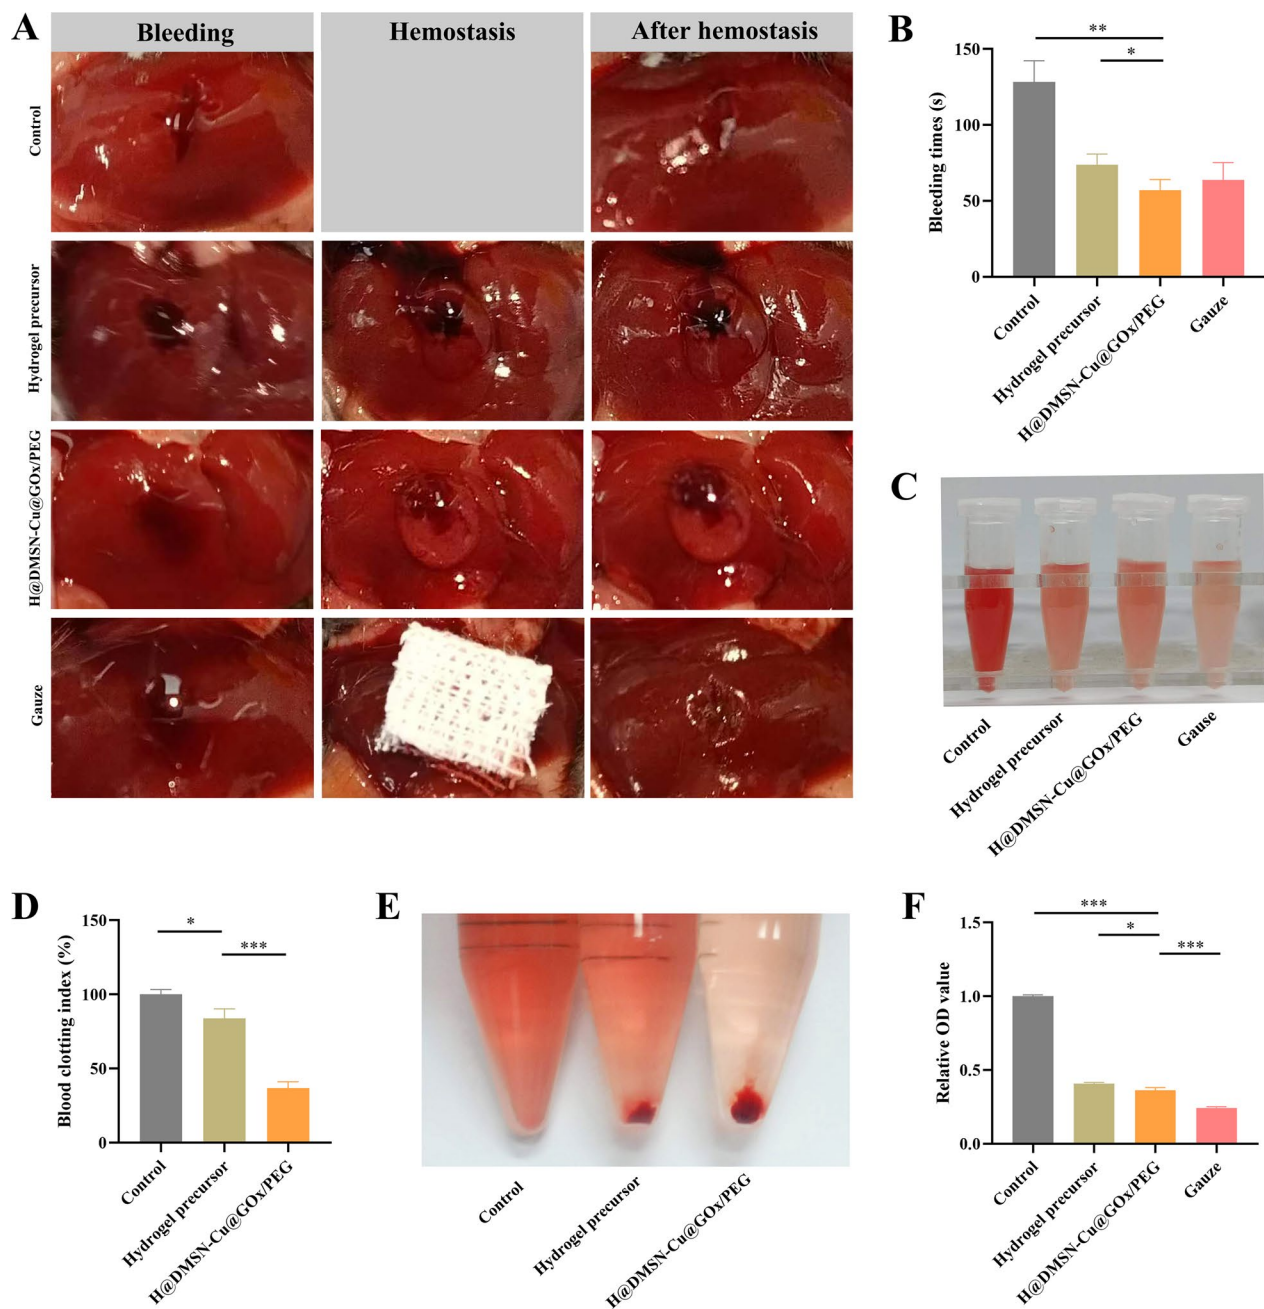 A
Bleeding
Hemostasis
After hemostasis
Control
Hydrogel precursor
H@DMSN-Cu@GOx/PEG
Gauze
B
Bleeding times (s)
150
100
50
0
**
*
Control
Hydrogel precursor
H@DMSN-Cu@GOx/PEG
Gauze
C
Control
Hydrogel precursor
H@DMSN-Cu@GOx/PEG
Gause
D
Blood clotting index (%)
150
100
50
0
*
***
Control
Hydrogel precursor
H@DMSN-Cu@GOx/PEG
E
Control
Hydrogel precursor
H@DMSN-Cu@GOx/PEG
F
Relative OD value
1.5
1.0
0.5
0.0
***
*
***
Control
Hydrogel precursor
H@DMSN-Cu@GOx/PEG
Gauze